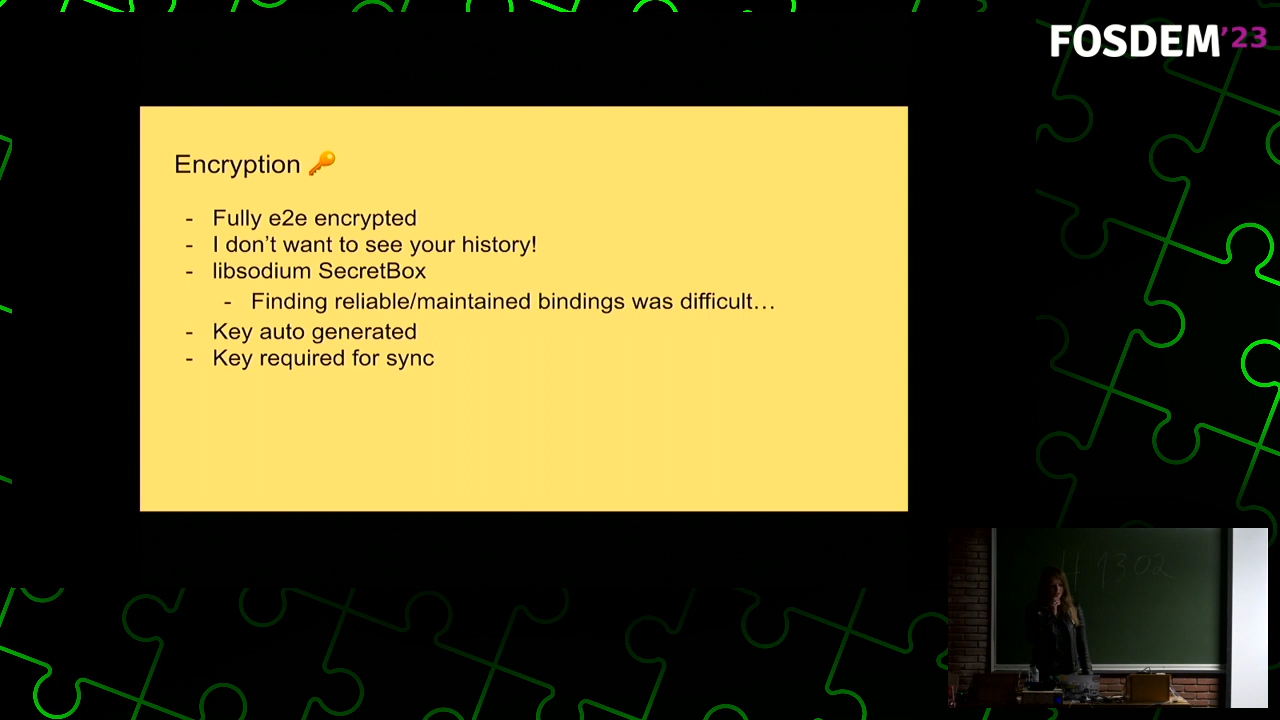 FOSDEM'23
Encryption 🔑
- Fully e2e encrypted
- I don't want to see your history!
- libsodium SecretBox
- Finding reliable/maintained bindings was difficult…
- Key auto generated
- Key required for sync
H 1302